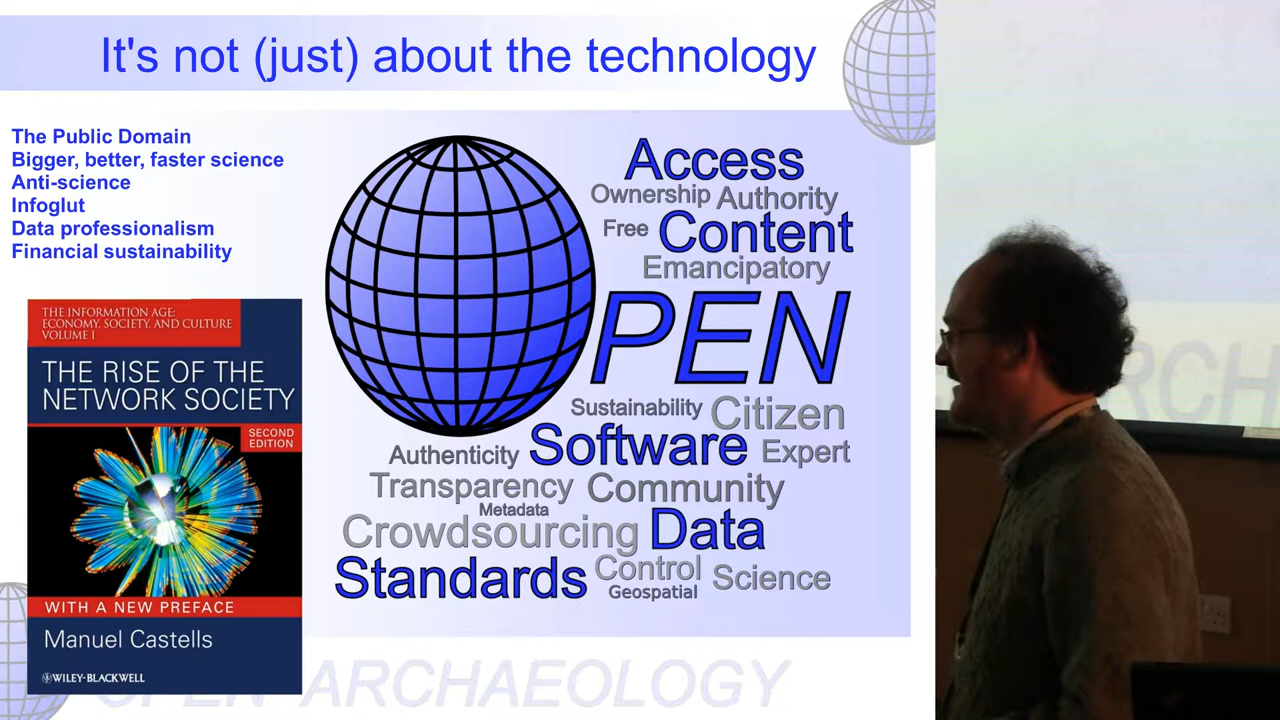 It's not (just) about the technology
The Public Domain
Bigger, better, faster science
Anti-science
Infoglut
Data professionalism
Financial sustainability
THE INFORMATION AGE:
ECONOMY, SOCIETY, AND CULTURE
VOLUME I
THE RISE OF THE
NETWORK SOCIETY
SECOND
EDITION
WITH A NEW PREFACE
Manuel Castells
WILEY-BLACKWELL
Access
Ownership Authority
Free Content
Emancipatory
PEN
Sustainability Citizen
Authenticity Software Expert
Transparency Community
Metadata
Crowdsourcing Data
Standards Control Science
Geospatial
OPEN ARCHAEOLOGY
ARCH